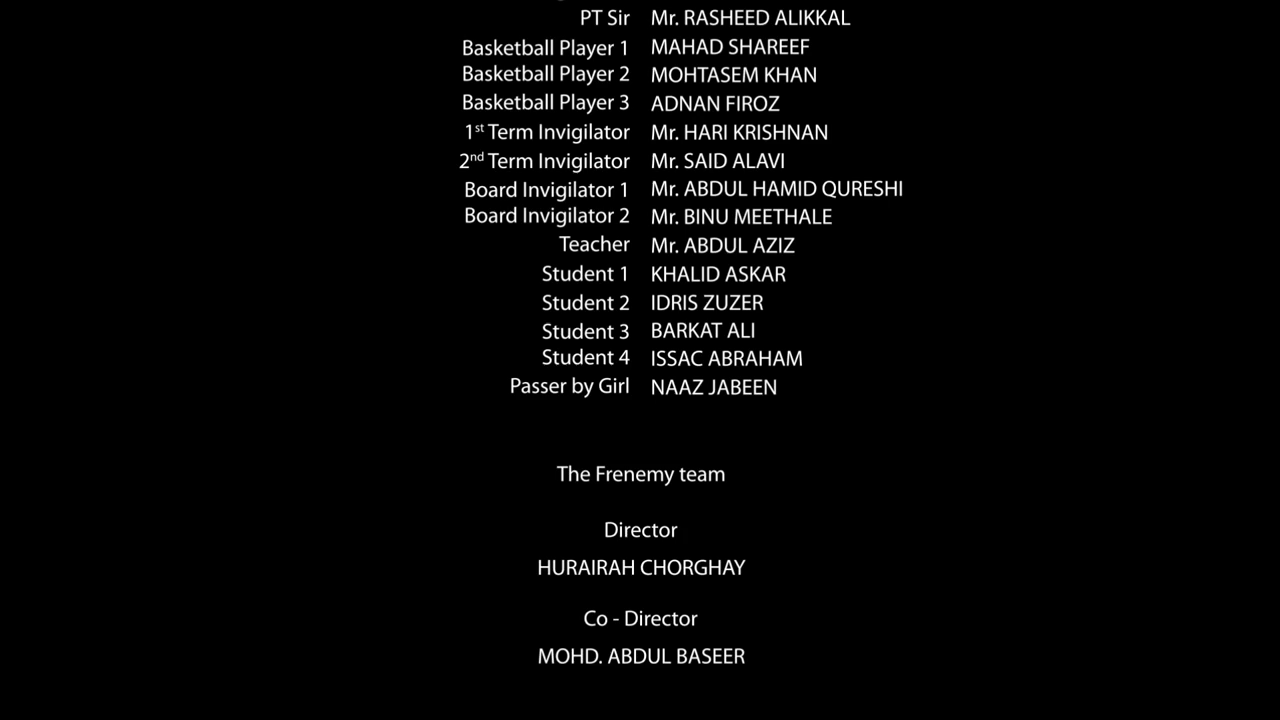 PT Sir Mr. RASHEED ALIKKAL
Basketball Player 1 MAHAD SHAREEF
Basketball Player 2 MOHTASEM KHAN
Basketball Player 3 ADNAN FIROZ
1st Term Invigilator Mr. HARI KRISHNAN
2nd Term Invigilator Mr. SAID ALAVI
Board Invigilator 1 Mr. ABDUL HAMID QURESHI
Board Invigilator 2 Mr. BINU MEETHALE
Teacher Mr. ABDUL AZIZ
Student 1 KHALID ASKAR
Student 2 IDRIS ZUZER
Student 3 BARKAT ALI
Student 4 ISSAC ABRAHAM
Passer by Girl NAAZ JABEEN
The Frenemy team
Director
HURAIRAH CHORGHAY
Co - Director
MOHD. ABDUL BASEER